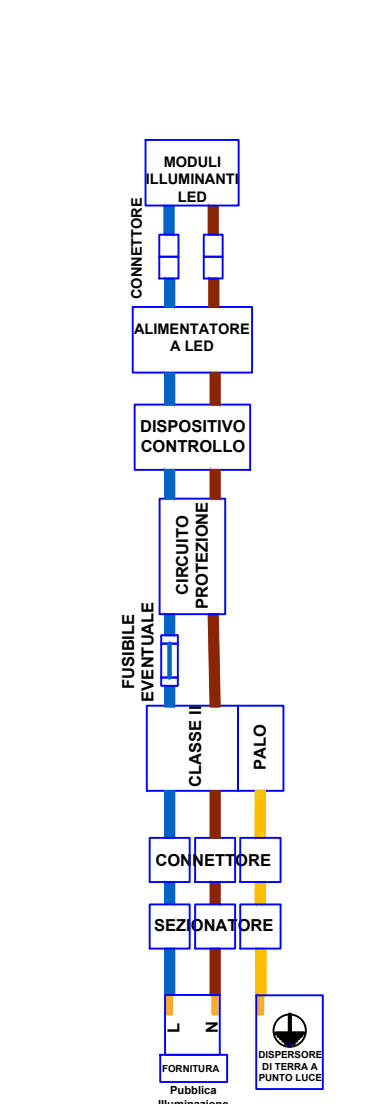 MODULI
ILLUMINANTI
LED
CONNETTORE
ALIMENTATORE
A LED
DISPOSITIVO
CONTROLLO
CIRCUITO
PROTEZIONE
FUSIBILE
EVENTUALE
CLASSE II
PALO
CONNETTORE
SEZIONATORE
L
N
FORNITURA
DISPERSORE
DI TERRA A
PUNTO LUCE
Pubblica
Illuminazione